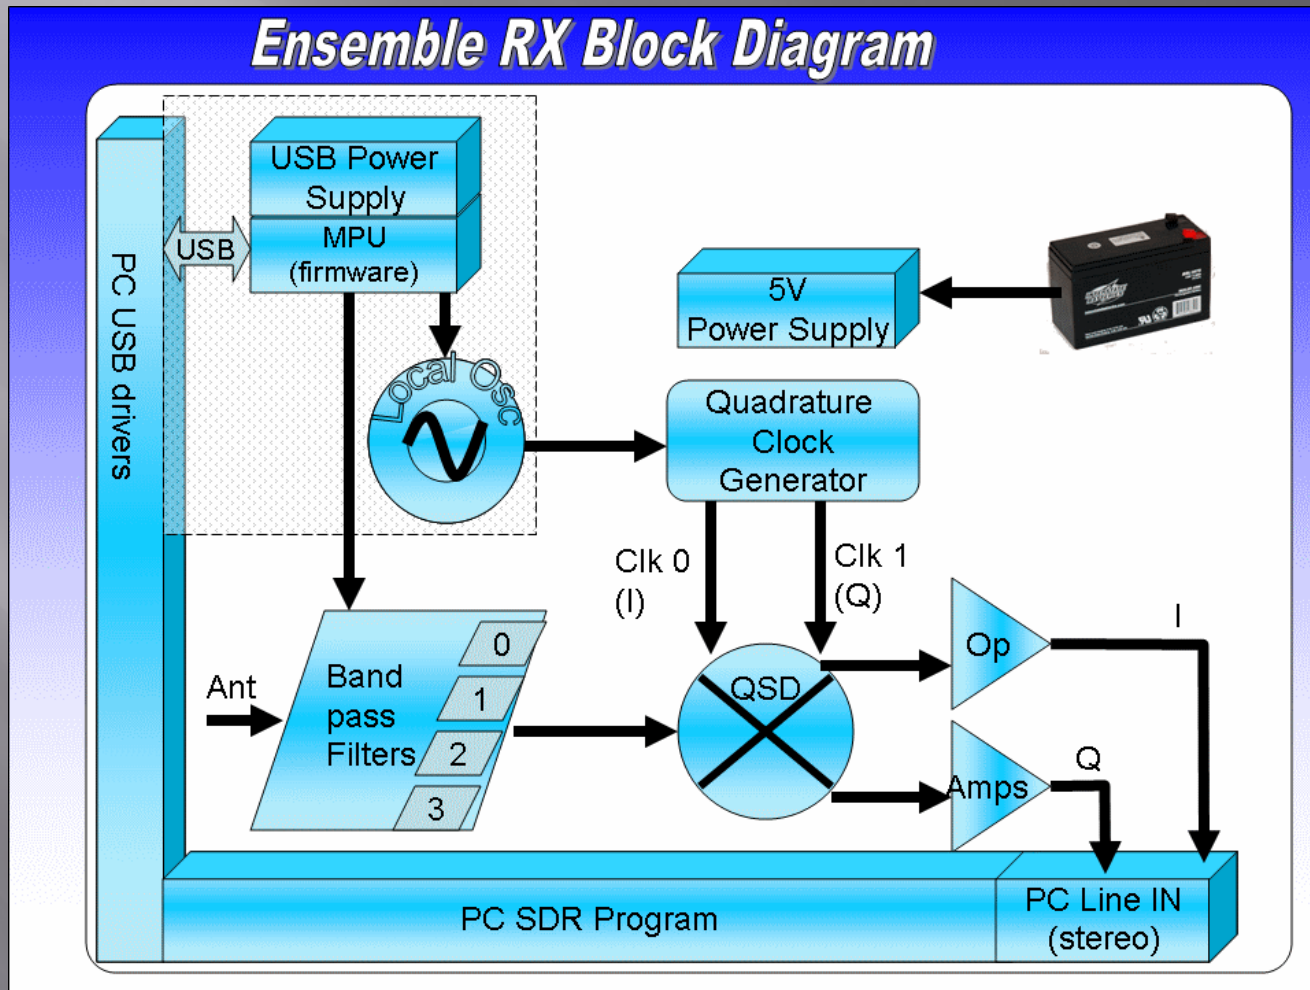 Ensemble RX Block Diagram
USB Power
Supply
MPU
(firmware)
USB
PC USB drivers
Local Osc
5V
Power Supply
Quadrature
Clock
Generator
Clk 0
(I)
Clk 1
(Q)
Ant
Band
pass
Filters
0
1
2
3
QSD
Op
Amps
I
Q
PC SDR Program
PC Line IN
(stereo)